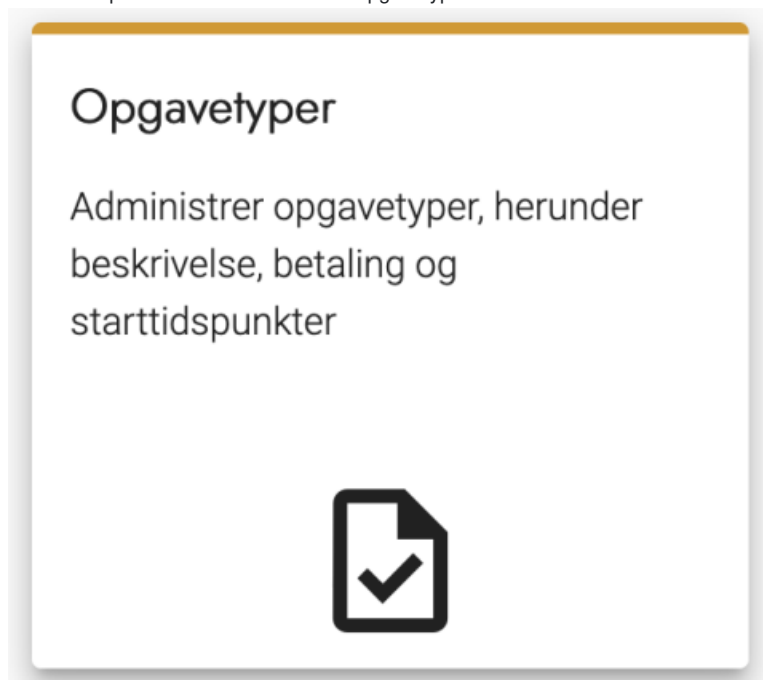 Opgavetyper
Administrer opgavetyper, herunder
beskrivelse, betaling og
starttidspunkter